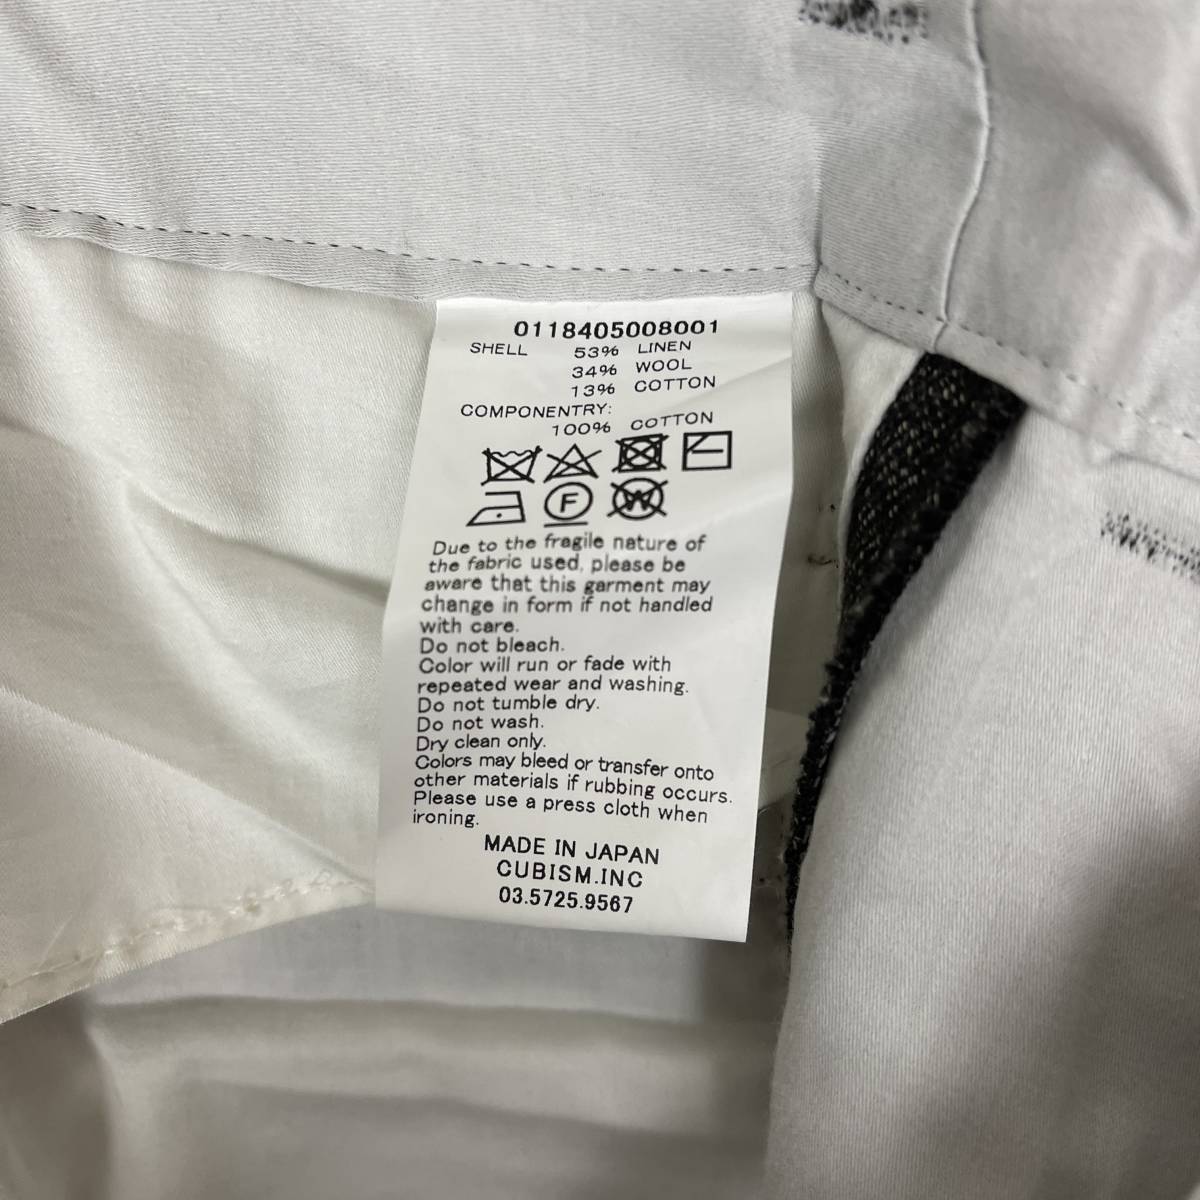 0118405008001
SHELL 53% LINEN
34% WOOL
13% COTTON
COMPONENTRY:
100% COTTON
F W
Due to the fragile nature of
the fabric used, please be
aware that this garment may
change in form if not handled
with care.
Do not bleach.
Color will run or fade with
repeated wear and washing.
Do not tumble dry.
Do not wash.
Dry clean only.
Colors may bleed or transfer onto
other materials if rubbing occurs.
Please use a press cloth when
ironing.
MADE IN JAPAN
CUBISM.INC
03.5725.9567